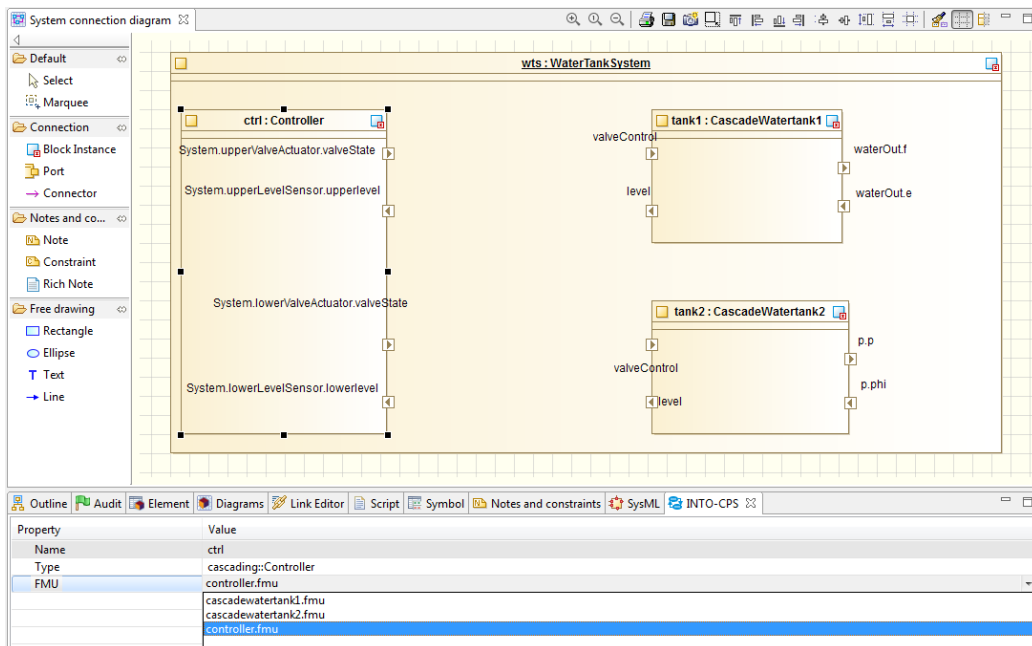 System connection diagram
Default
Select
Marquee
Connection
Block Instance
Port
Connector
Notes and co...
Note
Constraint
Rich Note
Free drawing
Rectangle
Ellipse
T Text
Line
wts : WaterTankSystem
ctrl : Controller
System.upperValveActuator.valveState
System.upperLevelSensor.upperlevel
System.lowerValveActuator.valveState
System.lowerLevelSensor.lowerlevel
tank1 : CascadeWatertank1
valveControl
waterOut.f
level
waterOut.e
tank2 : CascadeWatertank2
p.p
valveControl
p.phi
level
Outline Audit Element Diagrams Link Editor Script Symbol Notes and constraints SysML INTO-CPS
Property Value
Name ctrl
Type cascading::Controller
FMU controller.fmu
cascadewatertank1.fmu
cascadewatertank2.fmu
controller.fmu